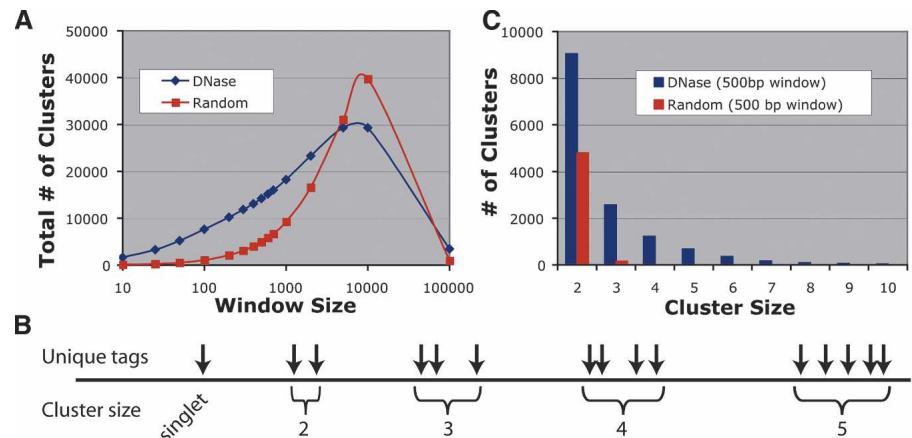 A
50000
40000
30000
20000
10000
0
Total # of Clusters
DNase
Random
10
100
1000
10000
100000
Window Size
C
10000
8000
6000
4000
2000
0
# of Clusters
DNase (500bp window)
Random (500 bp window)
2
3
4
5
6
7
8
9
10
Cluster Size
B
Unique tags
Cluster size
singlet
2
3
4
5